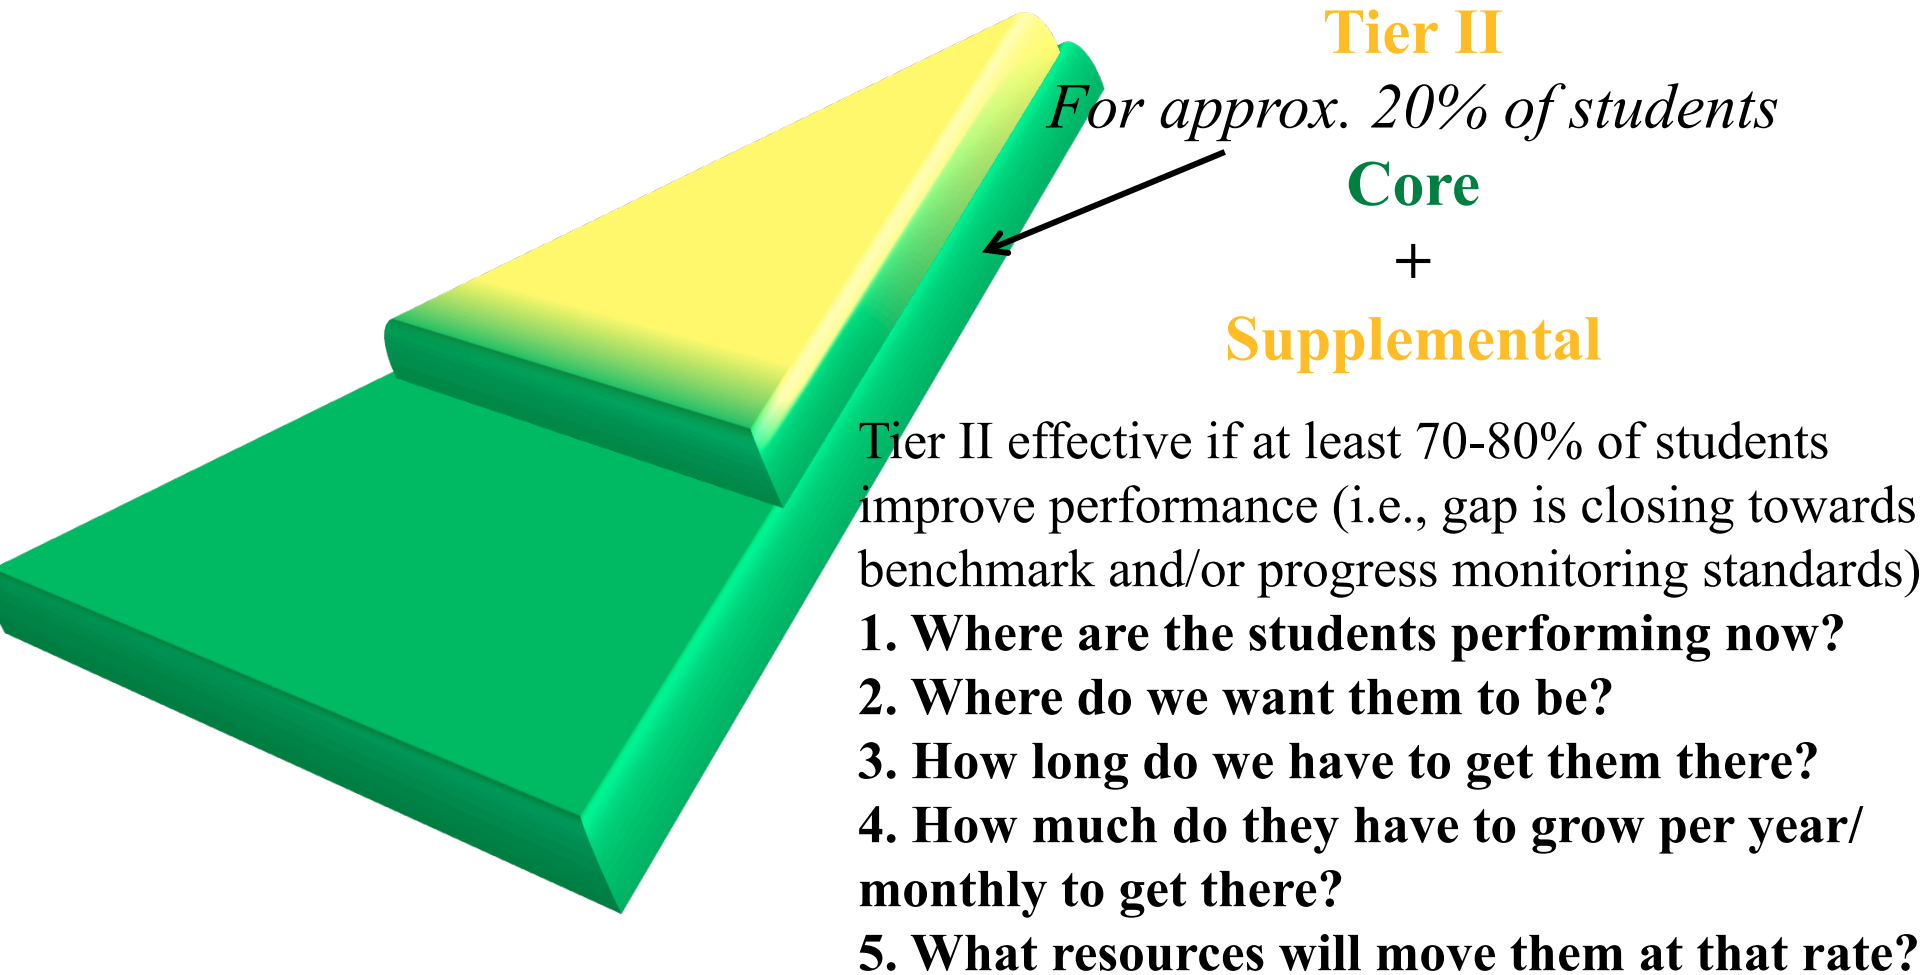 Tier II
For approx. 20% of students
Core
+
Supplemental
Tier II effective if at least 70-80% of students
improve performance (i.e., gap is closing towards
benchmark and/or progress monitoring standards)
1. Where are the students performing now?
2. Where do we want them to be?
3. How long do we have to get them there?
4. How much do they have to grow per year/
monthly to get there?
5. What resources will move them at that rate?